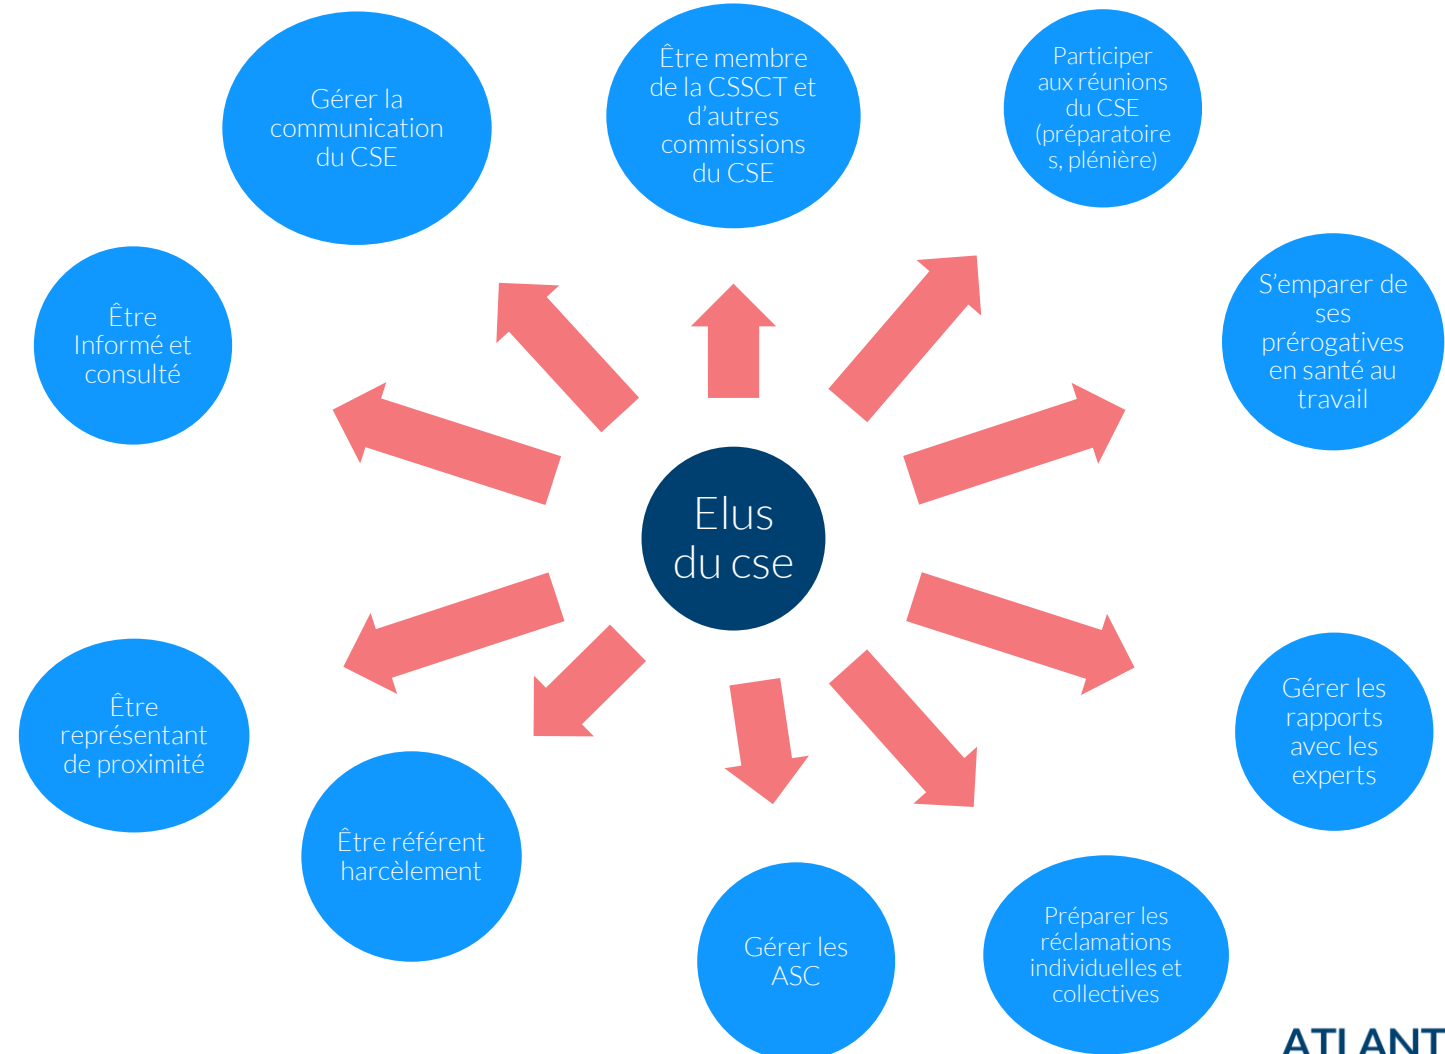 Gérer la
communication
du CSE
Être membre
de la CSSCT et
d'autres
commissions
du CSE
Participer
aux réunions
du CSE
(préparatoire
s, plénière)
Être
Informé et
consulté
S'emparer de
ses
prérogatives
en santé au
travail
Elus
du cse
Être
représentant
de proximité
Gérer les
rapports
avec les
experts
Être référent
harcèlement
Gérer les
ASC
Préparer les
réclamations
individuelles et
collectives
ATLANT